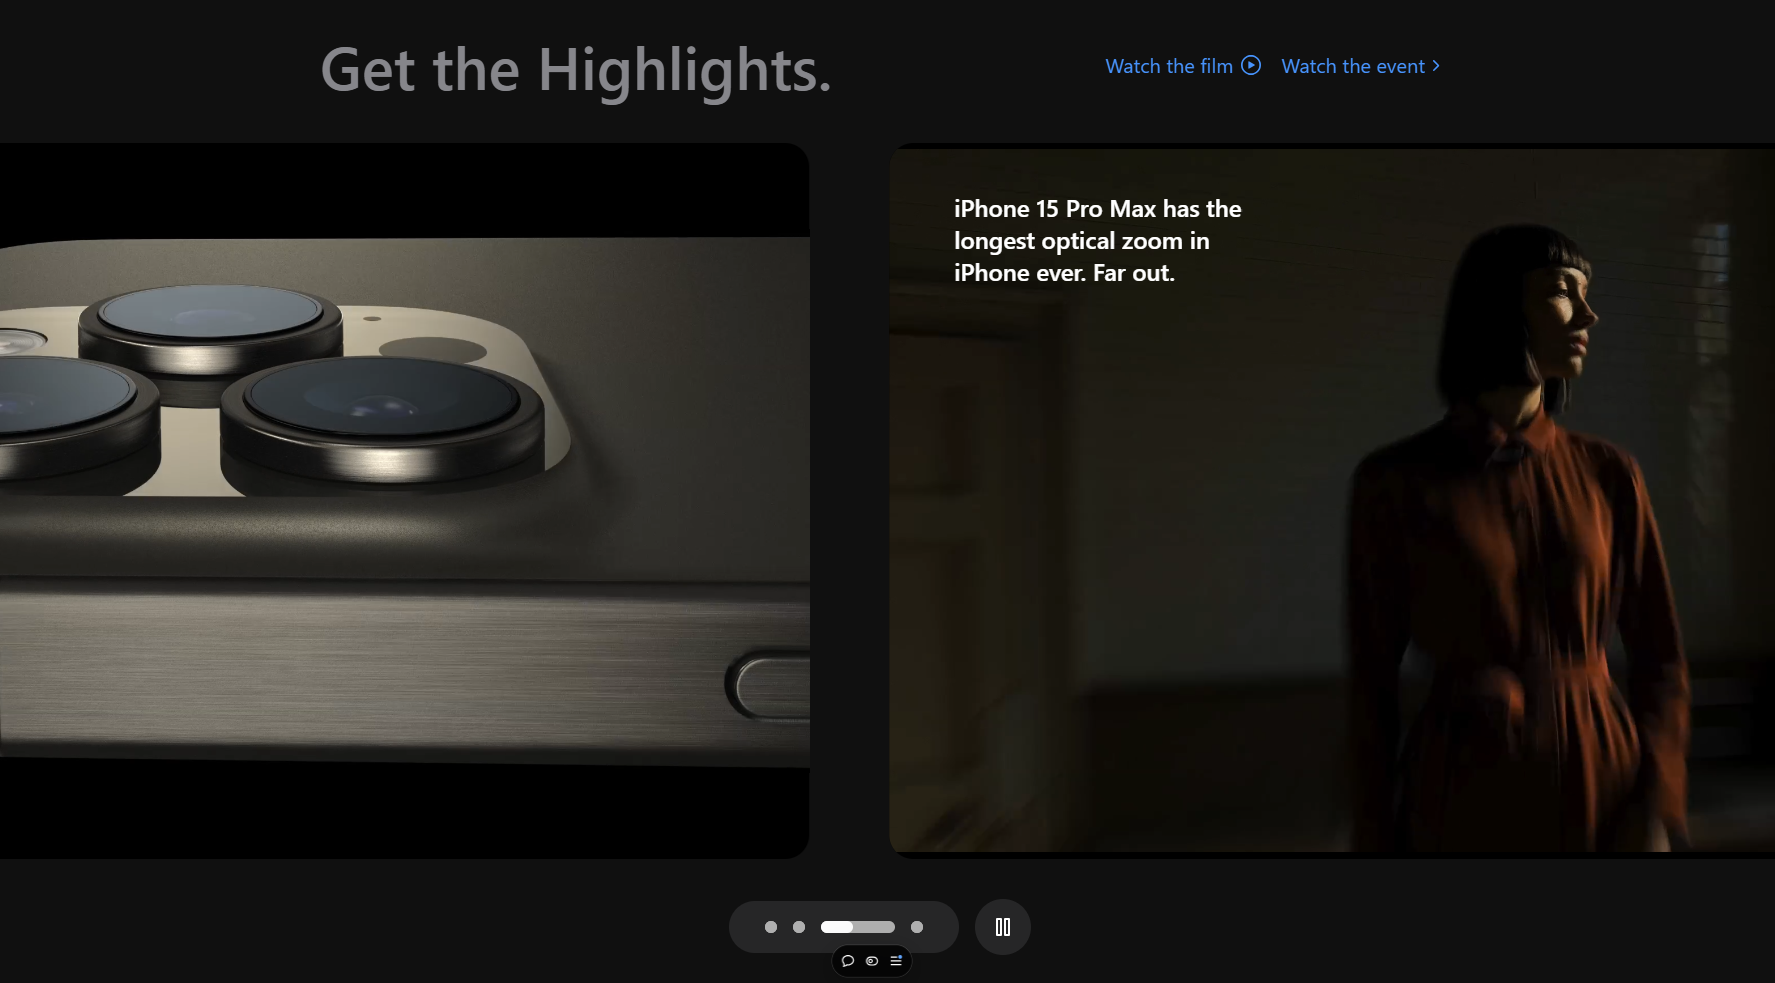 Get the Highlights.
Watch the film
Watch the event
iPhone 15 Pro Max has the
longest optical zoom in
iPhone ever. Far out.